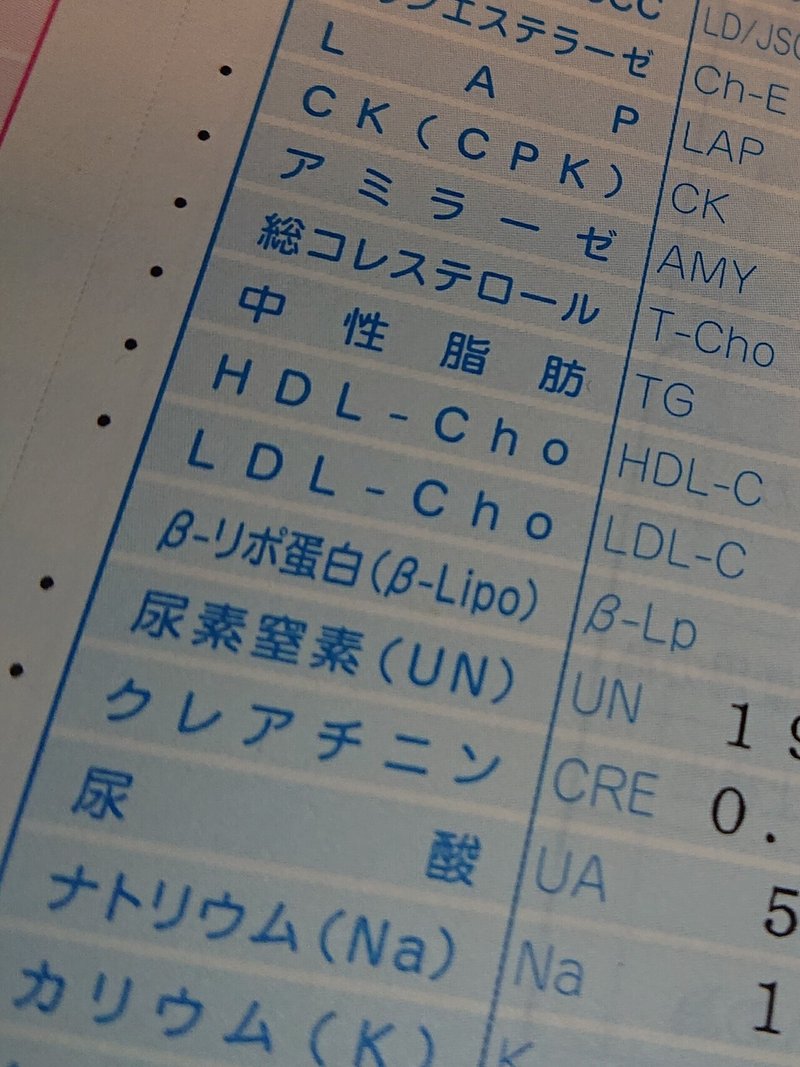 LD/JSC
エステラーゼ Ch-E
LAP LAP
CK(CPK) CK
アミラーゼ AMY
総コレステロール T-Cho
中性脂肪 TG
HDL-Cho HDL-C
LDL-Cho LDL-C
β-リポ蛋白(β-Lipo) β-Lp
尿素窒素(UN) UN 19
クレアチニン CRE 0.
尿酸 UA 5
ナトリウム(Na) Na 1
カリウム(K) K